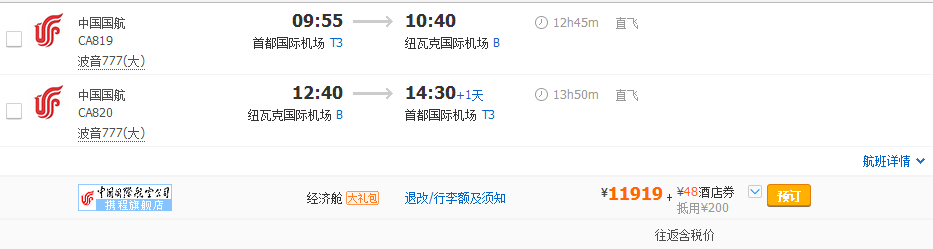 中国国航 09:55 10:40 12h45m 直飞
CA819 首都国际机场 T3 纽瓦克国际机场 B
波音777(大)
中国国航 12:40 14:30+1天 13h50m 直飞
CA820 纽瓦克国际机场 B 首都国际机场 T3
波音777(大)
航班详情
中国国际航空公司
携程旗舰店
经济舱 大礼包 退改/行李额及须知 ¥11919 + ¥48酒店券 预订
抵用¥200
往返含税价